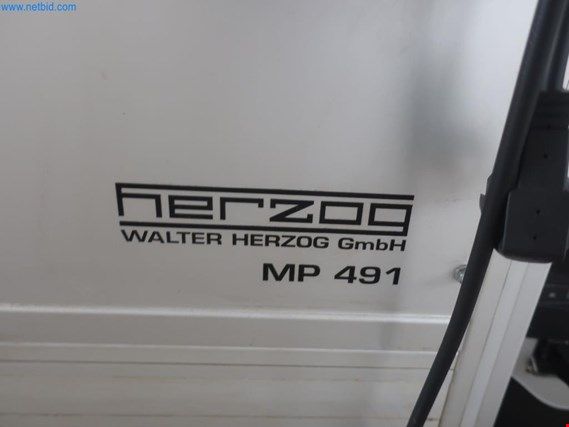 www.netbid.com
herzog
WALTER HERZOG GmbH
MP 491